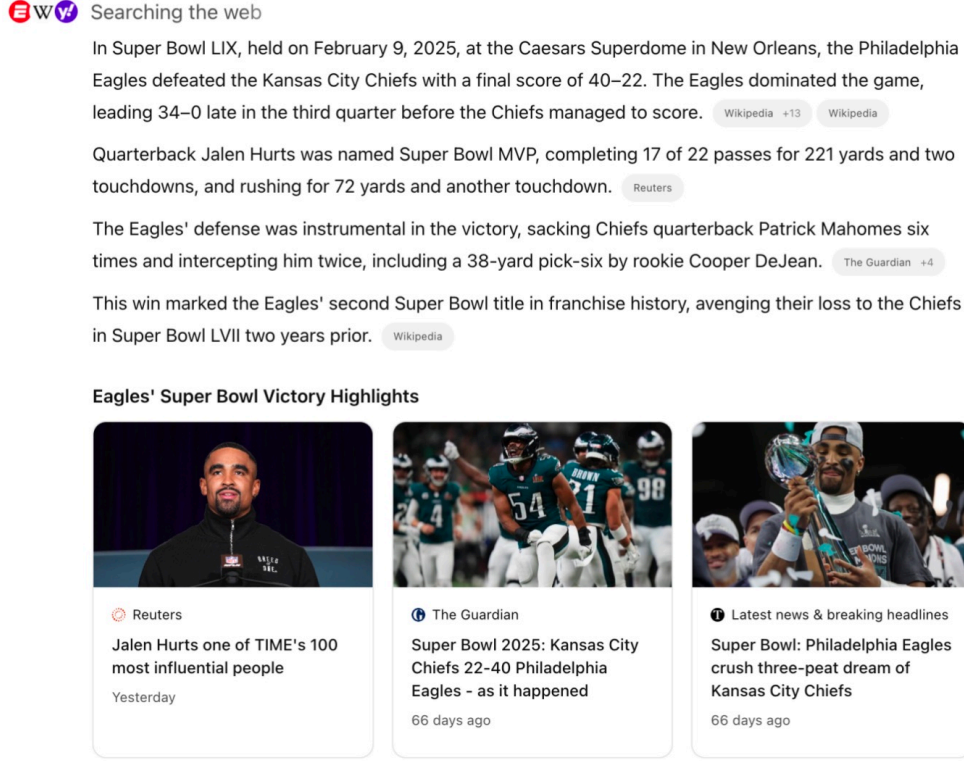 E W y!
Searching the web
In Super Bowl LIX, held on February 9, 2025, at the Caesars Superdome in New Orleans, the Philadelphia
Eagles defeated the Kansas City Chiefs with a final score of 40–22. The Eagles dominated the game,
leading 34–0 late in the third quarter before the Chiefs managed to score. Wikipedia +13 Wikipedia
Quarterback Jalen Hurts was named Super Bowl MVP, completing 17 of 22 passes for 221 yards and two
touchdowns, and rushing for 72 yards and another touchdown. Reuters
The Eagles' defense was instrumental in the victory, sacking Chiefs quarterback Patrick Mahomes six
times and intercepting him twice, including a 38-yard pick-six by rookie Cooper DeJean. The Guardian +4
This win marked the Eagles' second Super Bowl title in franchise history, avenging their loss to the Chiefs
in Super Bowl LVII two years prior. Wikipedia
Eagles' Super Bowl Victory Highlights
NFL
54
BROWN
4
98
Reuters
Jalen Hurts one of TIME's 100
most influential people
Yesterday
The Guardian
Super Bowl 2025: Kansas City
Chiefs 22-40 Philadelphia
Eagles - as it happened
66 days ago
T Latest news & breaking headlines
Super Bowl: Philadelphia Eagles
crush three-peat dream of
Kansas City Chiefs
66 days ago